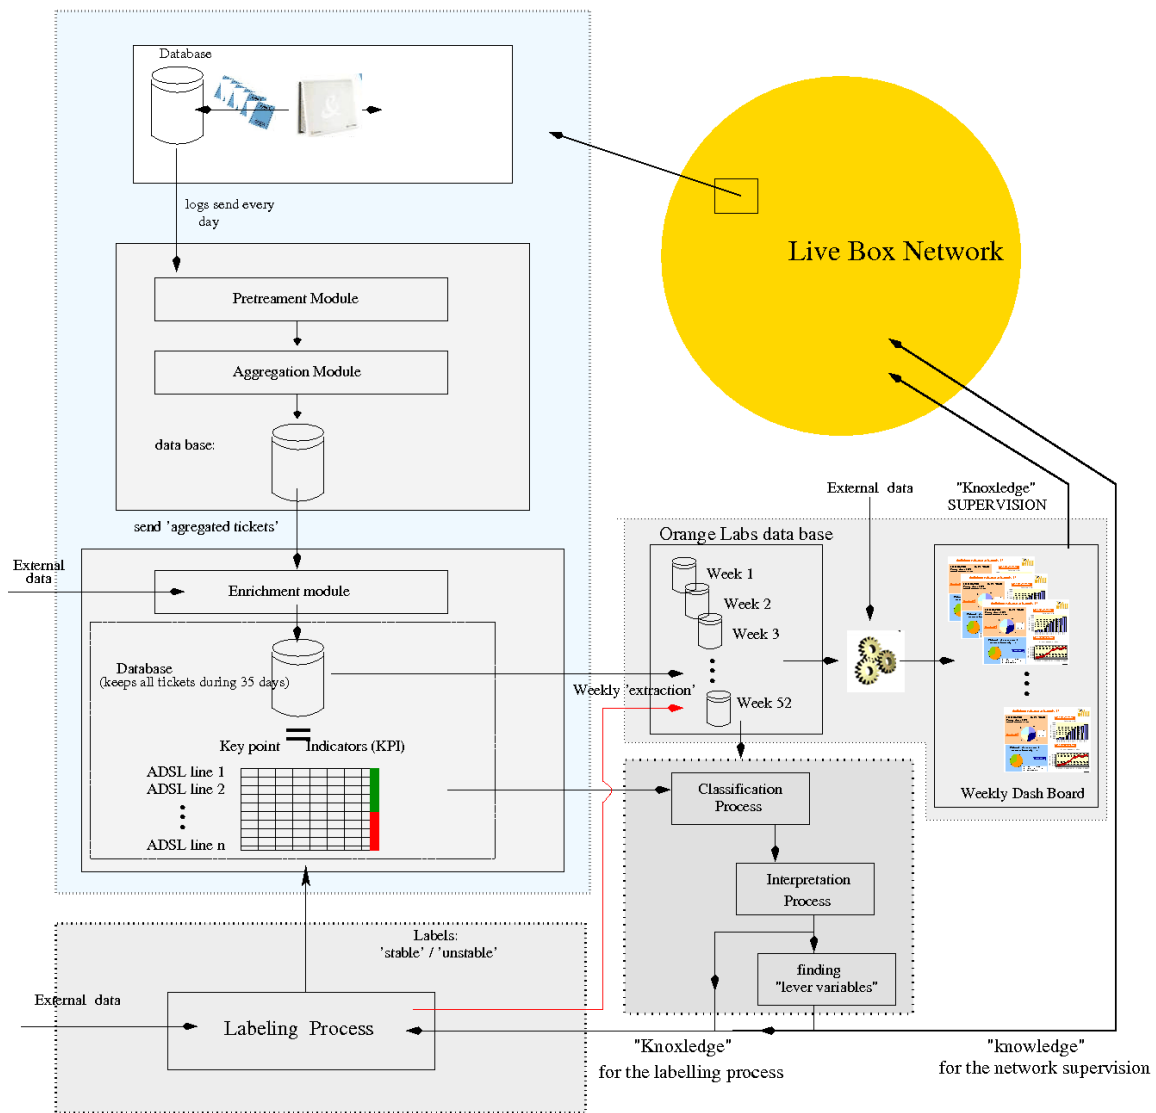 Database
logs send every
day
Live Box Network
Pretreament Module
Aggregation Module
data base:
send 'agregated tickets'
External data
"Knoxledge"
SUPERVISION
Orange Labs data base
External
data
Enrichment module
Week 1
Week 2
Week 3
Database
(keeps all tickets during 35 days)
Weekly 'extraction'
Week 52
Key point Indicators (KPI)
ADSL line 1
ADSL line 2
ADSL line n
Classification
Process
Weekly Dash Board
Interpretation
Process
Labels:
'stable' / 'unstable'
finding
"lever variables"
External data
Labeling Process
"Knoxledge"
for the labelling process
"knowledge"
for the network supervision